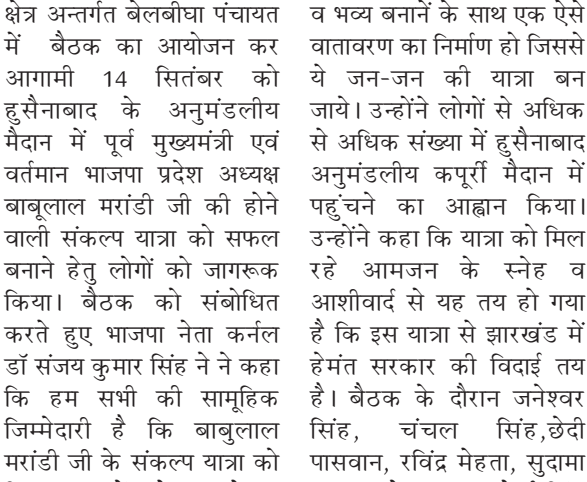 क्षेत्र अन्तर्गत बेलबीघा पंचायत
में बैठक का आयोजन कर
आगामी 14 सितंबर को
हुसैनाबाद के अनुमंडलीय
मैदान में पूर्व मुख्यमंत्री एवं
वर्तमान भाजपा प्रदेश अध्यक्ष
बाबूलाल मरांडी जी की होने
वाली संकल्प यात्रा को सफल
बनाने हेतु लोगों को जागरूक
किया। बैठक को संबोधित
करते हुए भाजपा नेता कर्नल
डॉ संजय कुमार सिंह ने ने कहा
कि हम सभी की सामूहिक
जिम्मेदारी है कि बाबुलाल
मरांडी जी के संकल्प यात्रा को
व भव्य बनानें के साथ एक ऐसे
वातावरण का निर्माण हो जिससे
ये जन-जन की यात्रा बन
जाये। उन्होंने लोगों से अधिक
से अधिक संख्या में हुसैनाबाद
अनुमंडलीय कपूर्री मैदान में
पहुंचने का आह्वान किया।
उन्होंने कहा कि यात्रा को मिल
रहे आमजन के स्नेह व
आशीवार्द से यह तय हो गया
है कि इस यात्रा से झारखंड में
हेमंत सरकार की विदाई तय
है। बैठक के दौरान जनेश्वर
सिंह, चंचल सिंह,छेदी
पासवान, रविंद्र मेहता, सुदामा